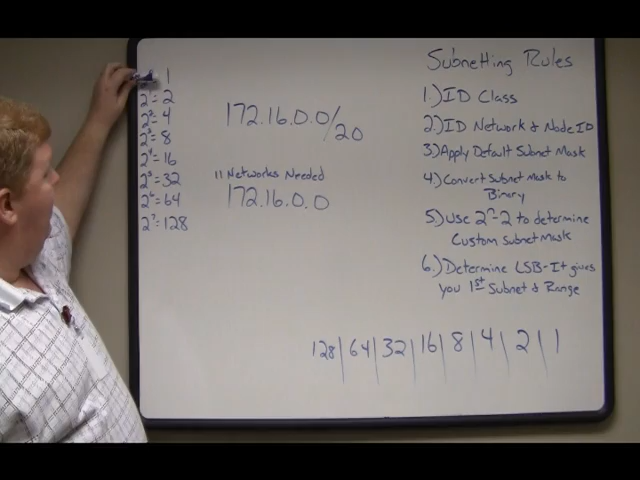 Subnetting Rules
1.) ID Class
2.) ID Network & Node ID
3.) Apply Default Subnet Mask
4.) Convert Subnet Mask to
Binary
5.) Use 2ⁿ-2 to determine
Custom Subnet Mask
6.) Determine LSB-It gives
you 1st Subnet & Range
1
2¹= 2
2²= 4
2³= 8
2⁴= 16
2⁵= 32
2⁶= 64
2⁷= 128
172.16.0.0/20
11 Networks Needed
172.16.0.0
128| 64| 32| 16| 8| 4| 2| 1